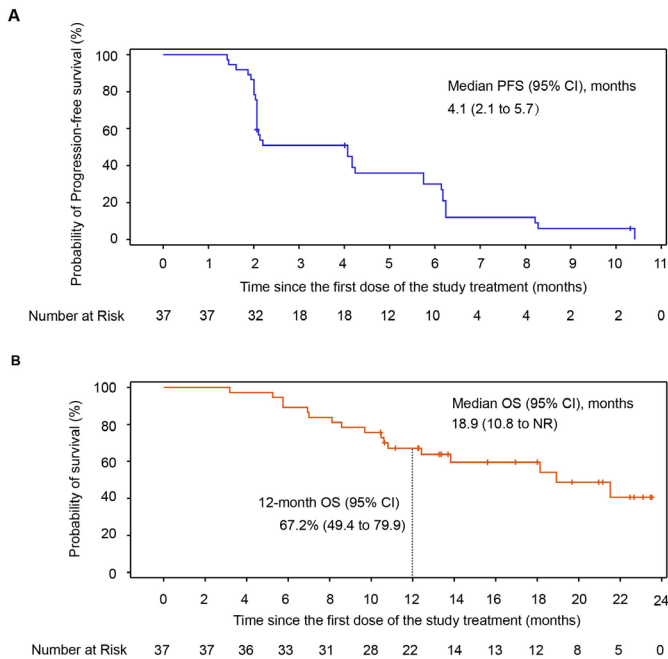 A
Probability of Progression-free survival (%)
100
80
60
40
20
0
Median PFS (95% CI), months
4.1 (2.1 to 5.7)
0 1 2 3 4 5 6 7 8 9 10 11
Time since the first dose of the study treatment (months)
Number at Risk 37 37 32 18 18 12 10 4 4 2 2 0
B
Probability of survival (%)
100
80
60
40
20
0
Median OS (95% CI), months
18.9 (10.8 to NR)
12-month OS (95% CI)
67.2% (49.4 to 79.9)
0 2 4 6 8 10 12 14 16 18 20 22 24
Time since the first dose of the study treatment (months)
Number at Risk 37 37 36 33 31 28 22 14 13 12 8 5 0